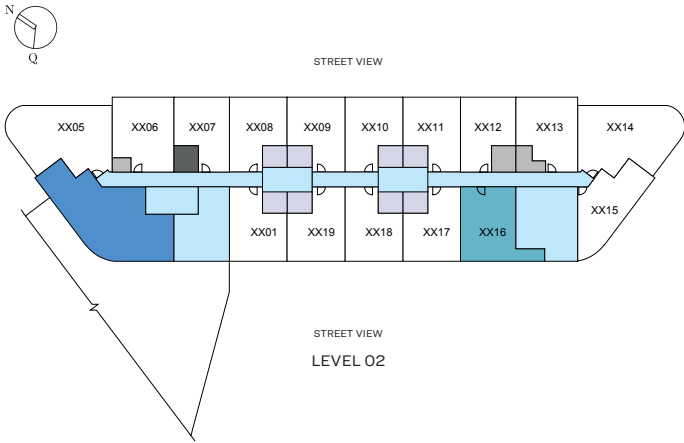 N
Q
STREET VIEW
XX05 XX06 XX07 XX08 XX09 XX10 XX11 XX12 XX13 XX14
XX15
XX01 XX19 XX18 XX17 XX16
Z
STREET VIEW
LEVEL 02